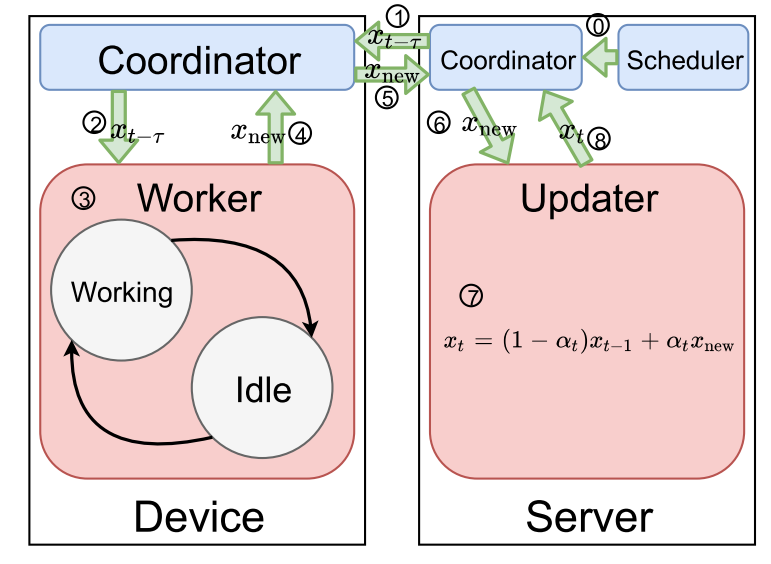 ① ⓪
Coordinator x_{t−τ} Coordinator Scheduler
x_new
⑤
② x_{t−τ} x_new ④ ⑥ x_new x_t ⑧
③ Worker Updater
Working ⑦
x_t = (1 − α_t)x_{t−1} + α_t x_new
Idle
Device Server